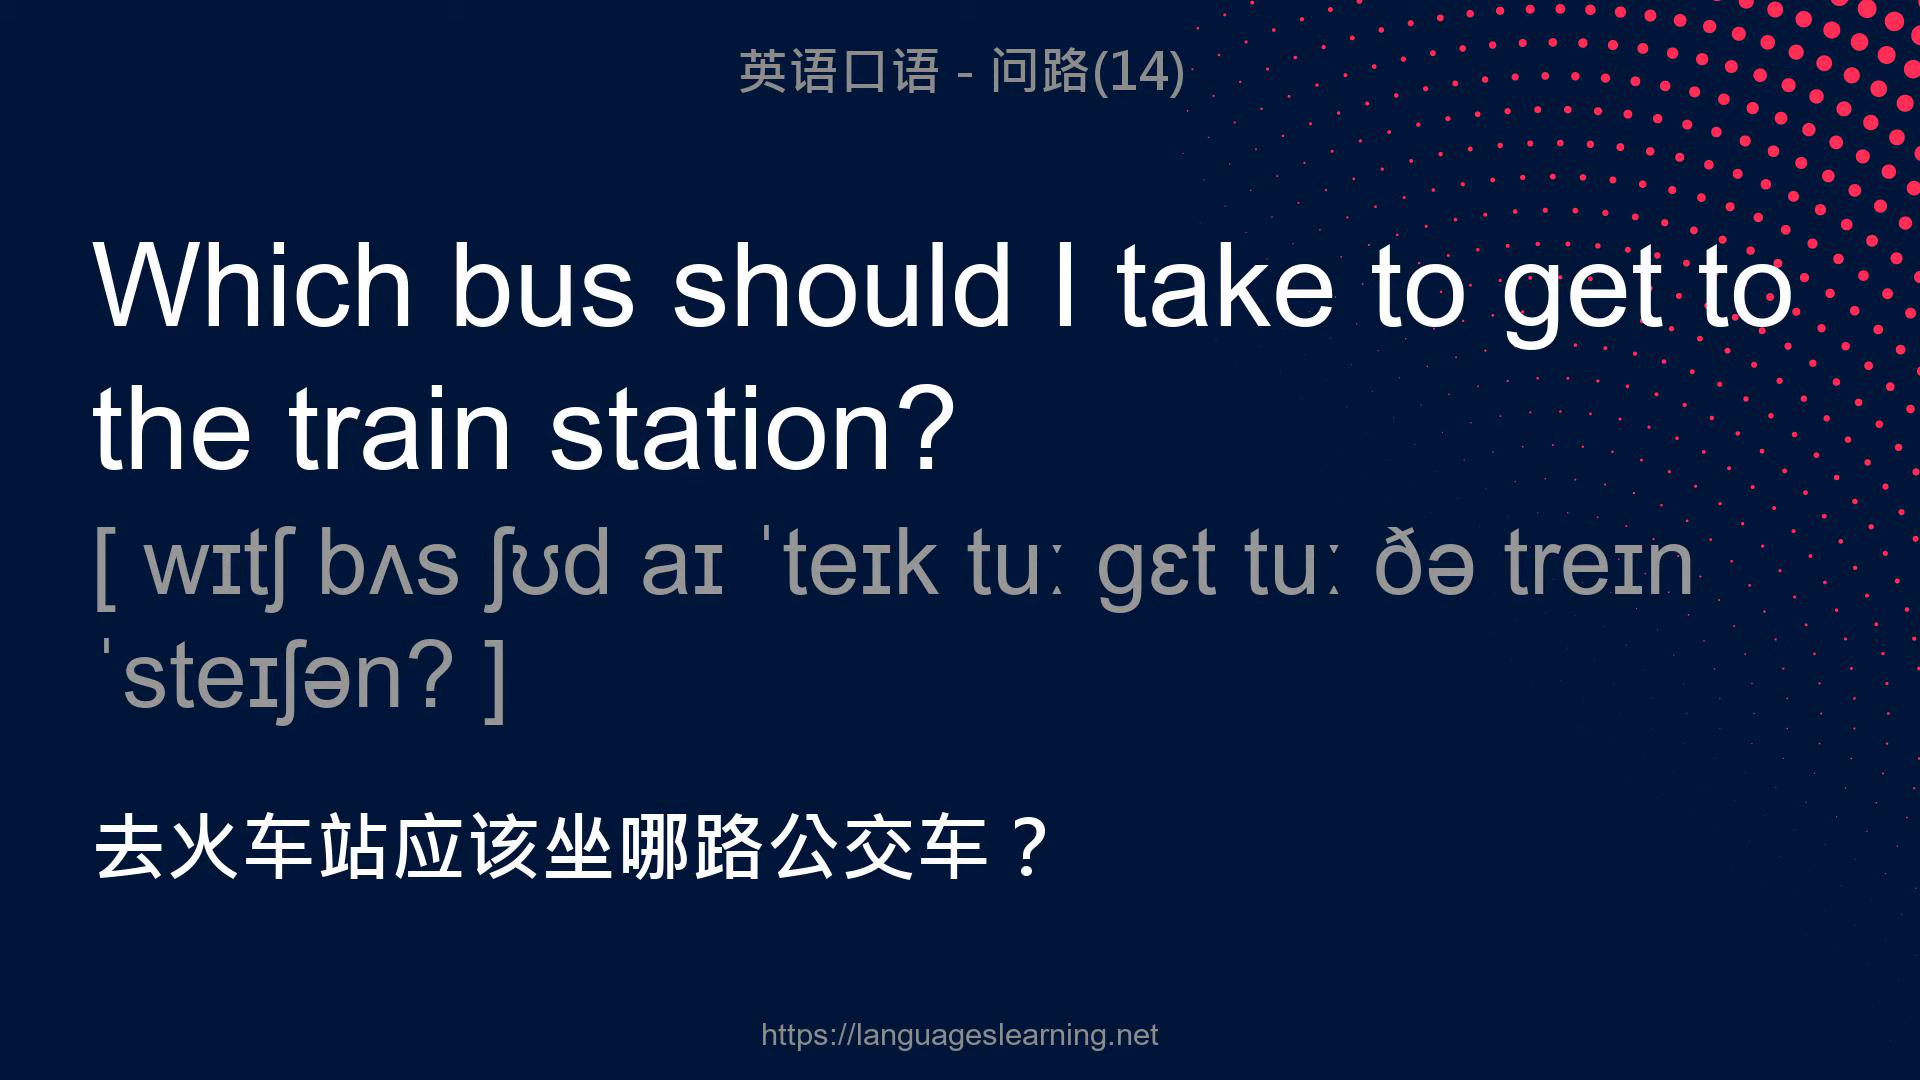 英语口语 - 问路(14)
Which bus should I take to get to
the train station?
[ wɪtʃ bʌs ʃʊd aɪ ˈteɪk tuː gɛt tuː ðə treɪn
ˈsteɪʃən? ]
去火车站应该坐哪路公交车？
https://languageslearning.net